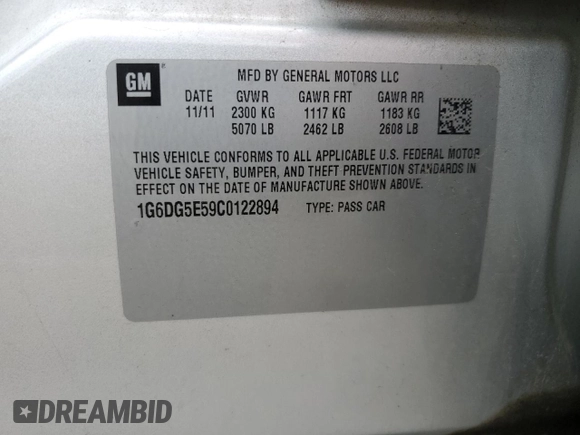 GM
MFD BY GENERAL MOTORS LLC
DATE GVWR GAWR FRT GAWR RR
11/11 2300 KG 1117 KG 1183 KG
5070 LB 2462 LB 2608 LB
THIS VEHICLE CONFORMS TO ALL APPLICABLE U.S. FEDERAL MOTOR
VEHICLE SAFETY, BUMPER, AND THEFT PREVENTION STANDARDS IN
EFFECT ON THE DATE OF MANUFACTURE SHOWN ABOVE.
1G6DG5E59C0122894 TYPE: PASS CAR
DREAMBID